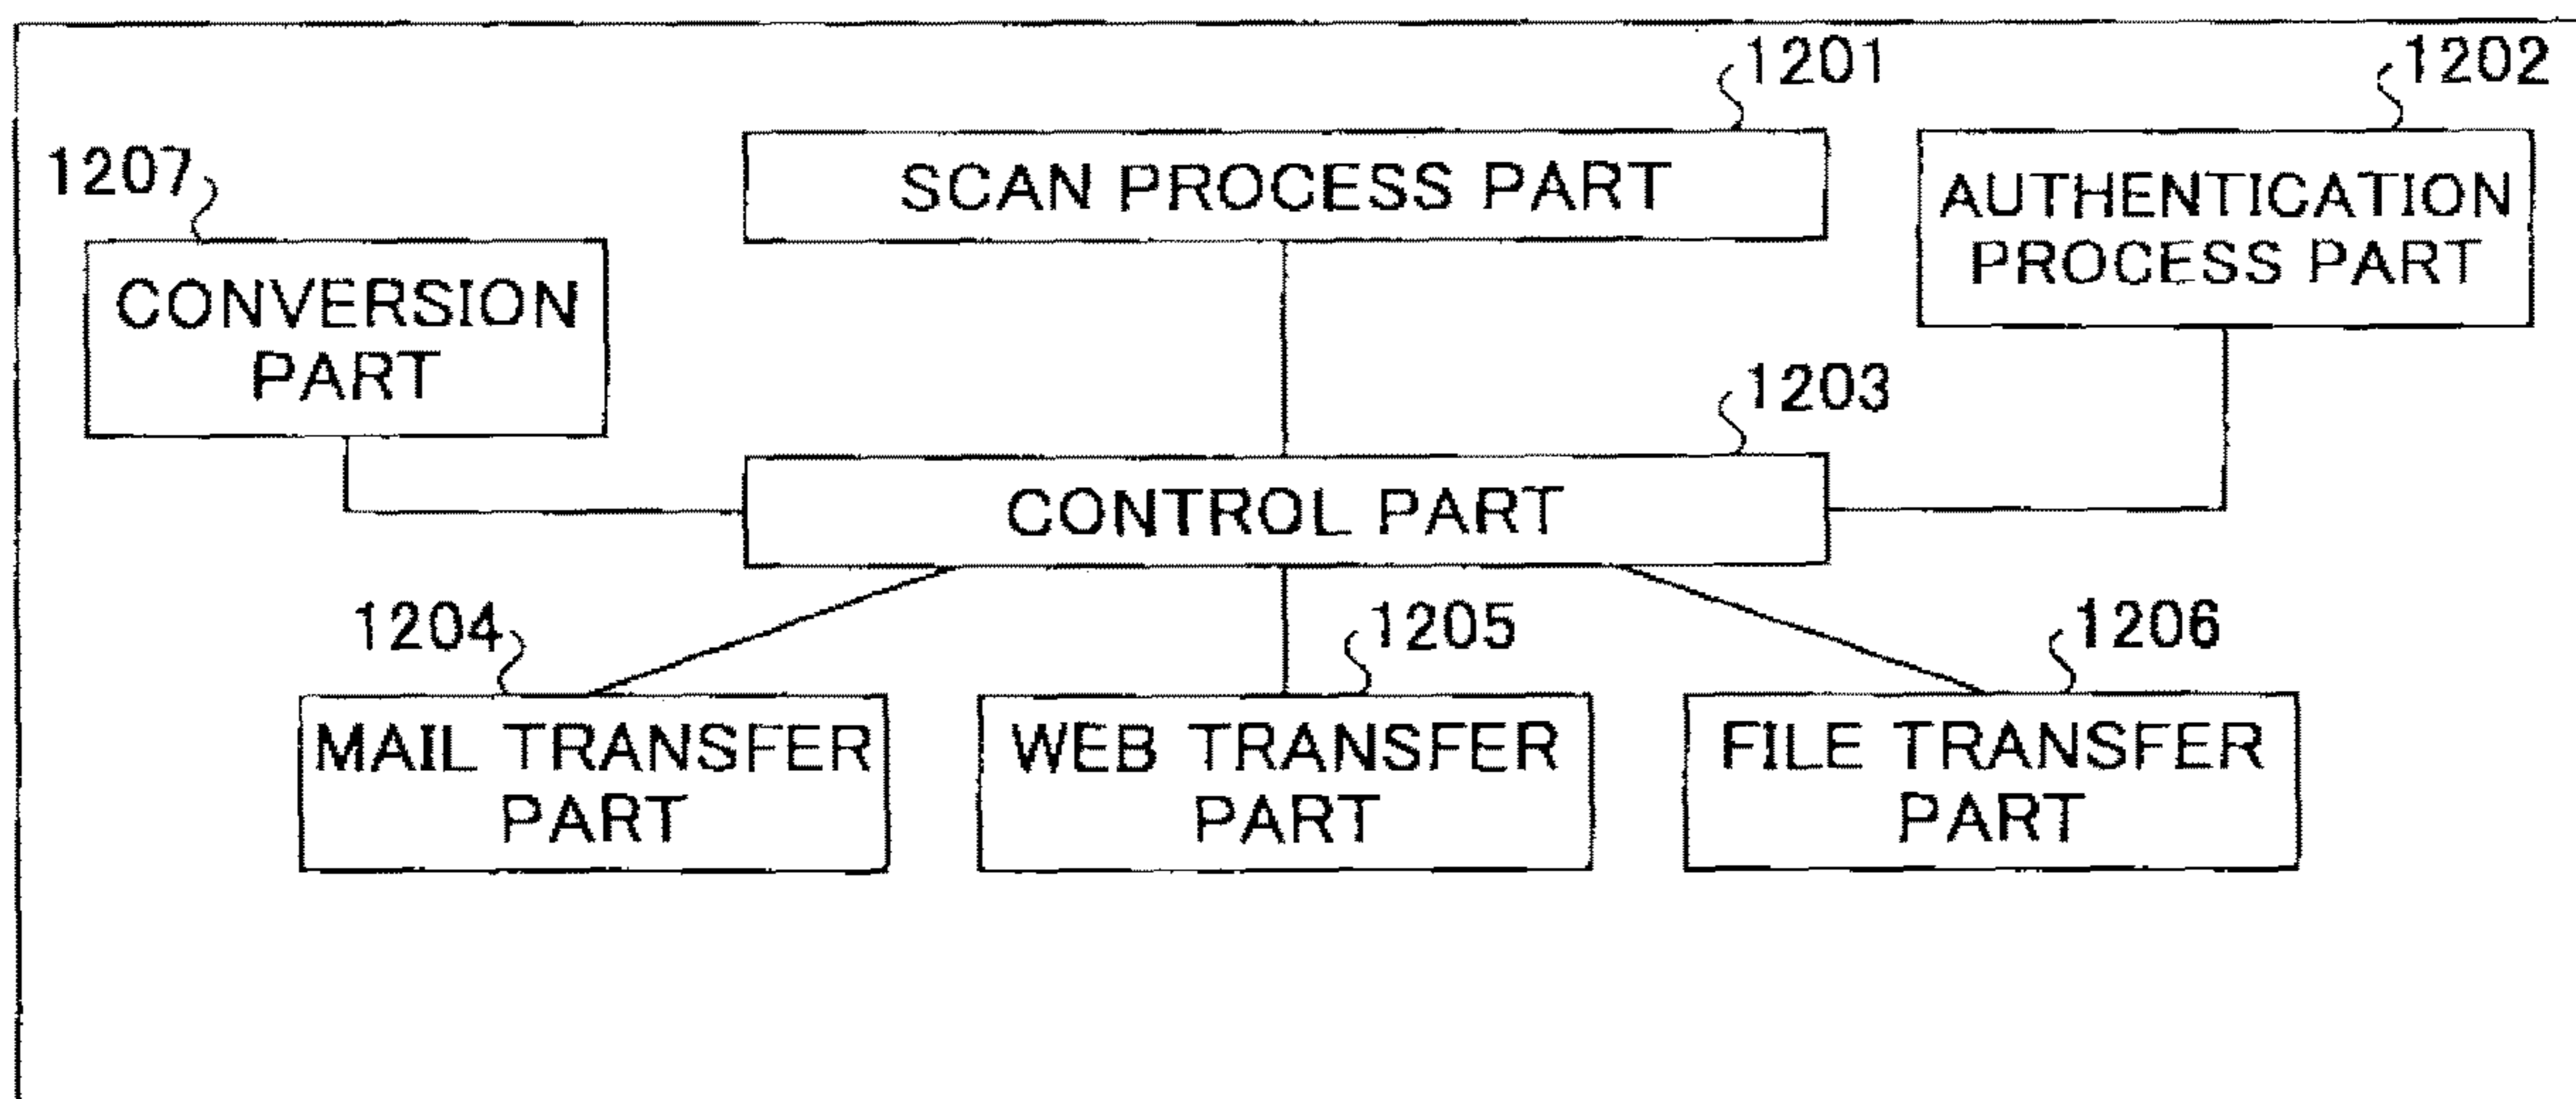 1201
1202
SCAN PROCESS PART
AUTHENTICATION
PROCESS PART
1207
CONVERSION
PART
1203
CONTROL PART
1204
MAIL TRANSFER
PART
1205
WEB TRANSFER
PART
1206
FILE TRANSFER
PART